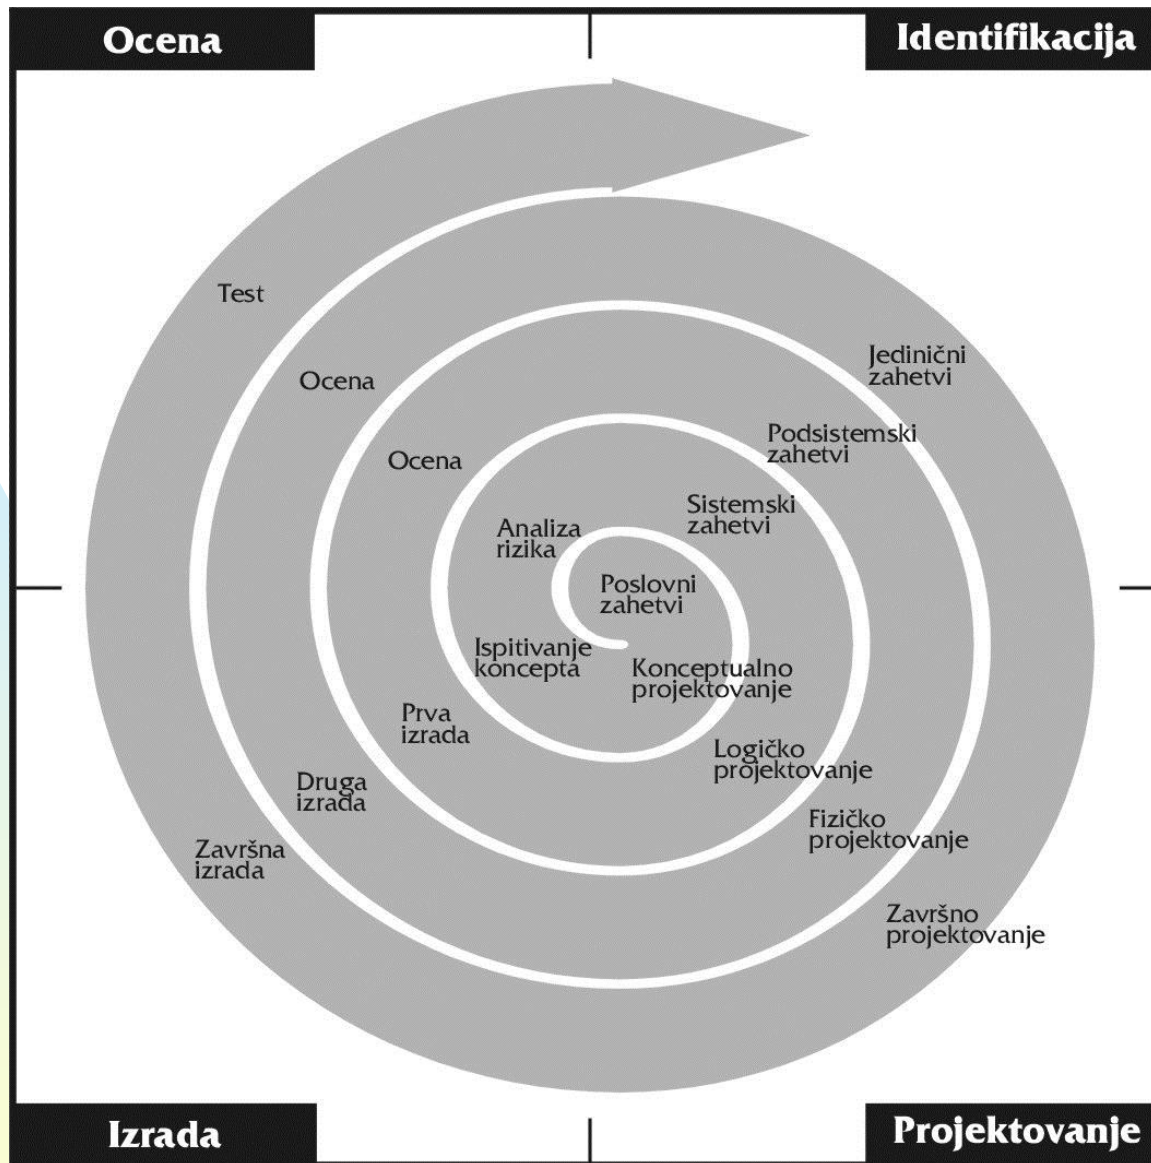 Ocena
Identifikacija
Test
Jedinični
zahetvi
Ocena
Podsistemski
zahetvi
Ocena
Sistemski
zahetvi
Analiza
rizika
Poslovni
zahetvi
Ispitivanje
koncepta
Konceptualno
projektovanje
Prva
izrada
Logičko
projektovanje
Druga
izrada
Fizičko
projektovanje
Završna
izrada
Završno
projektovanje
Izrada
Projektovanje